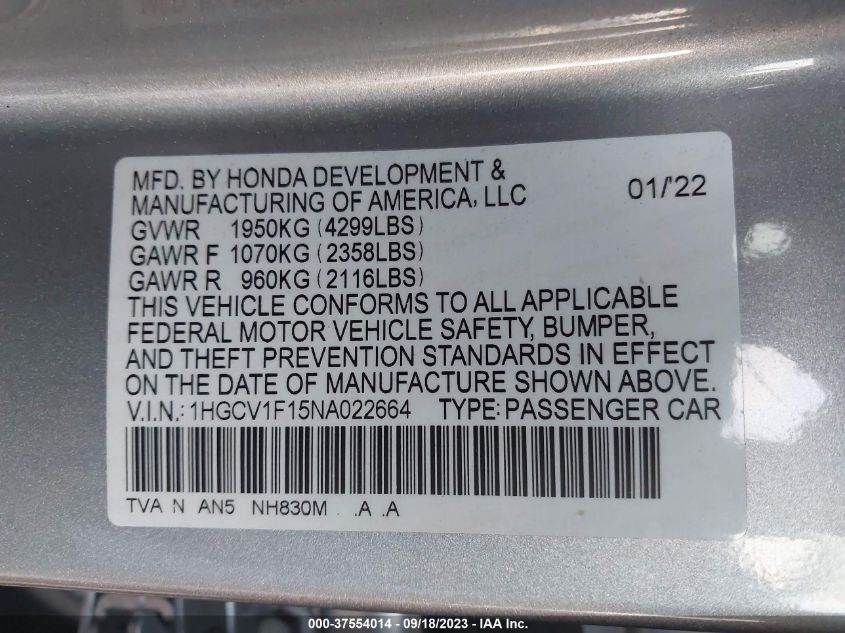 MFD. BY HONDA DEVELOPMENT &
MANUFACTURING OF AMERICA, LLC 01/'22
GVWR 1950KG (4299LBS)
GAWR F 1070KG (2358LBS)
GAWR R 960KG (2116LBS)
THIS VEHICLE CONFORMS TO ALL APPLICABLE
FEDERAL MOTOR VEHICLE SAFETY, BUMPER,
AND THEFT PREVENTION STANDARDS IN EFFECT
ON THE DATE OF MANUFACTURE SHOWN ABOVE.
V.I.N.: 1HGCV1F15NA022664 TYPE: PASSENGER CAR
TVA N AN5 NH830M .A .A
000-37554014 / 09/18/2023 - © IAA Inc.